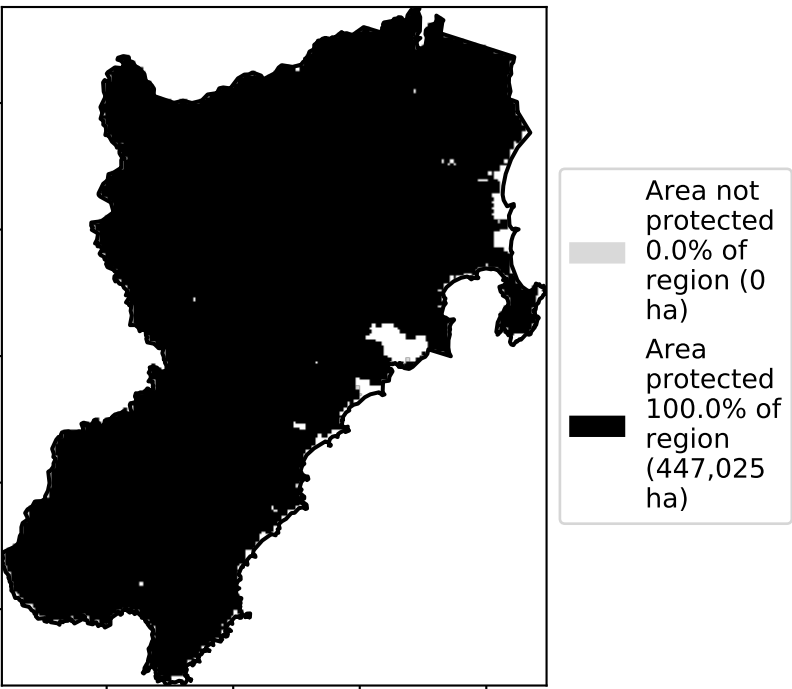 Area not
protected
0.0% of
region (0
ha)
Area
protected
100.0% of
region
(447,025
ha)